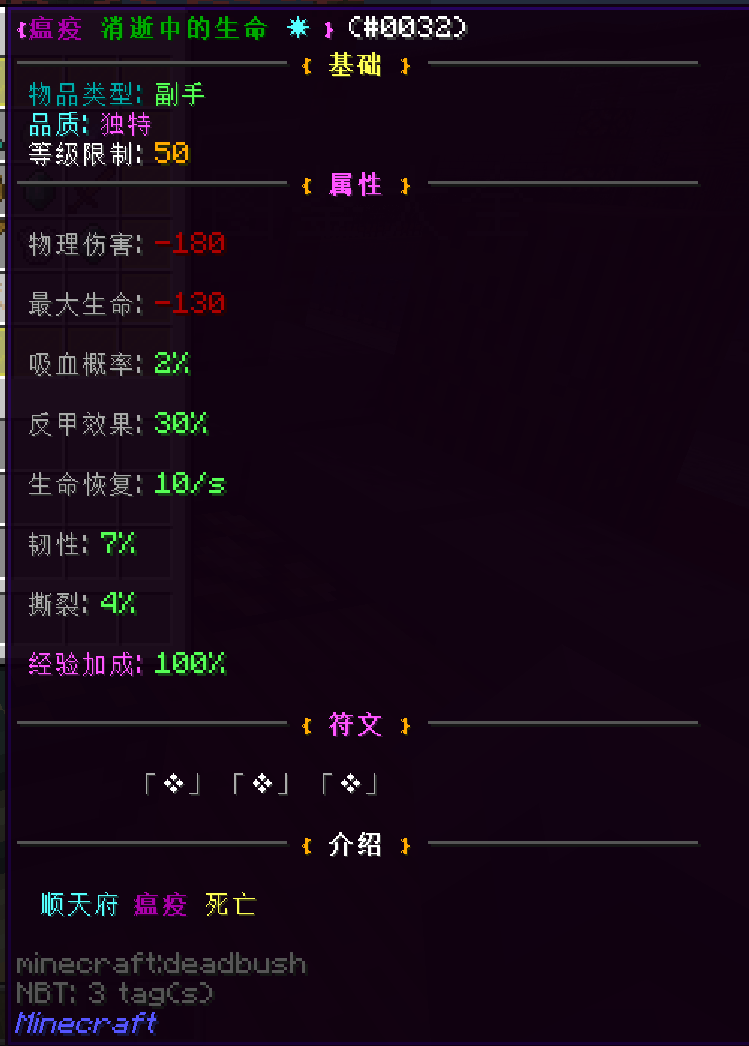 {瘟疫 消逝中的生命 ✷ } (#0032)
{ 基础 }
物品类型: 副手
品质: 独特
等级限制: 50
{ 属性 }
物理伤害: -180
最大生命: -130
吸血概率: 2%
反甲效果: 30%
生命恢复: 10/s
韧性: 7%
撕裂: 4%
经验加成: 100%
{ 符文 }
「❖」「❖」「❖」
{ 介绍 }
顺天府 瘟疫 死亡
minecraft:deadbush
NBT: 3 tag(s)
Minecraft